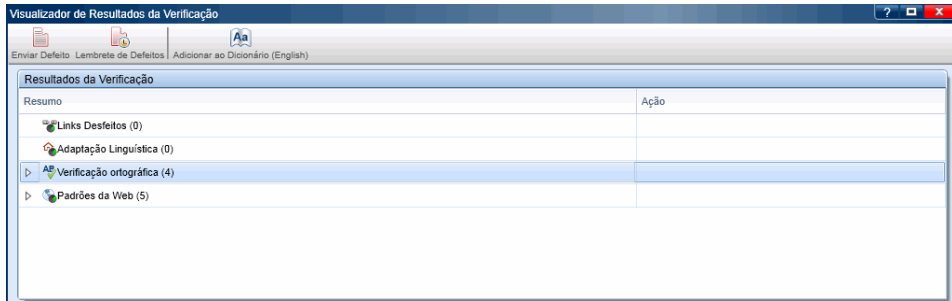 Visualizador de Resultados da Verificação
?
Aa
Enviar Defeito Lembrete de Defeitos Adicionar ao Dicionário (English)
Resultados da Verificação
Resumo Ação
Links Desfeitos (0)
Adaptação Linguística (0)
Verificação ortográfica (4)
Padrões da Web (5)